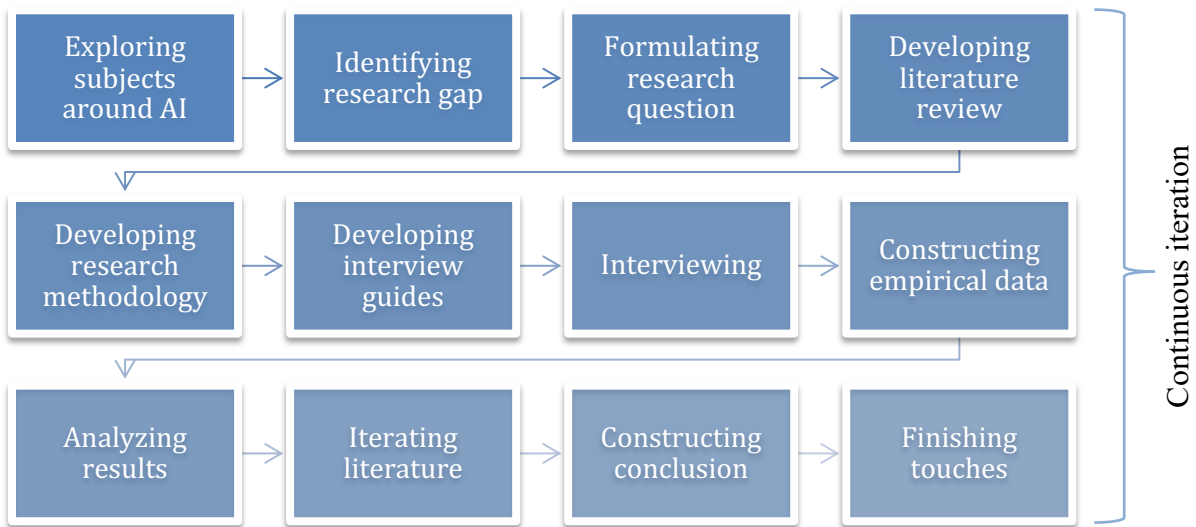 Exploring
subjects
around AI
Identifying
research gap
Formulating
research
question
Developing
literature
review
Developing
research
methodology
Developing
interview
guides
Interviewing
Constructing
empirical data
Analyzing
results
Iterating
literature
Constructing
conclusion
Finishing
touches
Continuous iteration